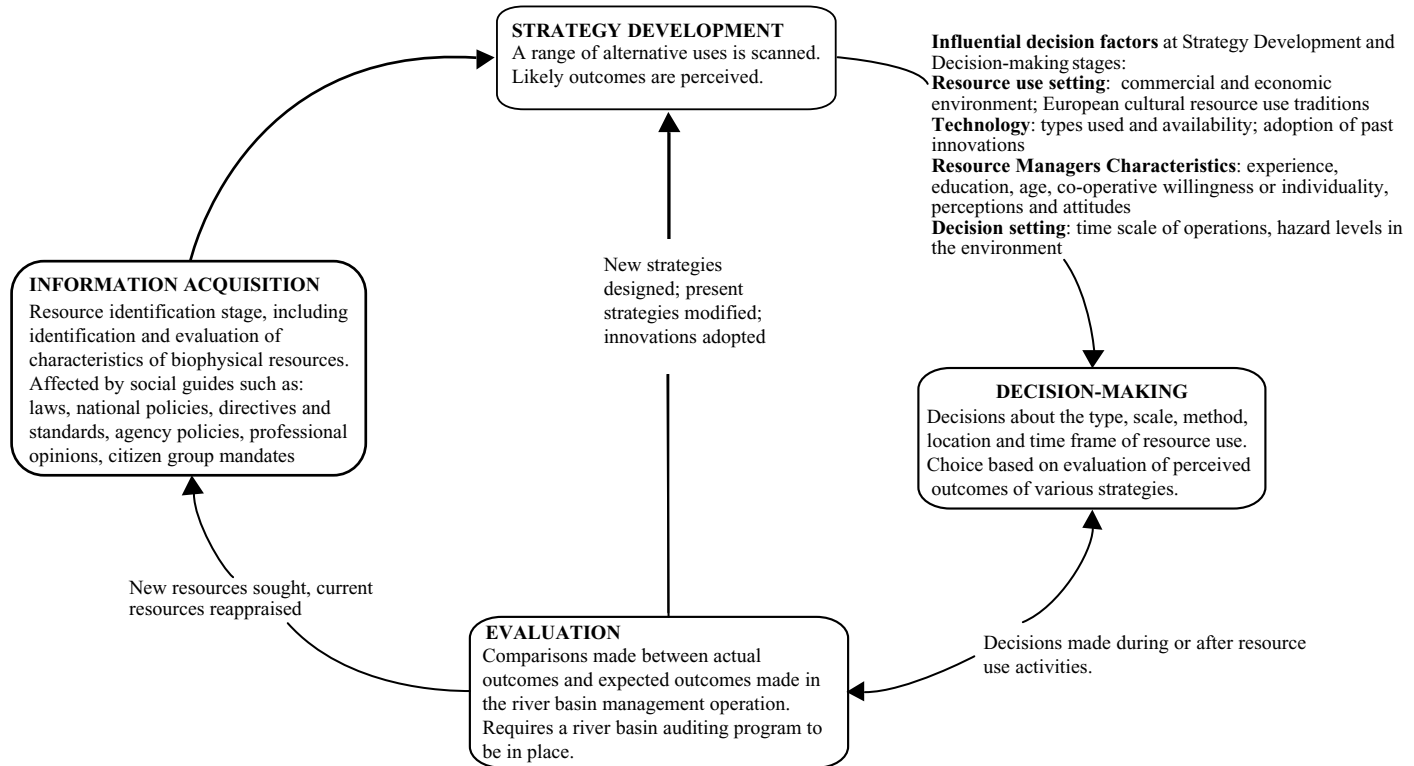 STRATEGY DEVELOPMENT
A range of alternative uses is scanned.
Likely outcomes are perceived.
Influential decision factors at Strategy Development and
Decision-making stages:
Resource use setting: commercial and economic
environment; European cultural resource use traditions
Technology: types used and availability; adoption of past
innovations
Resource Managers Characteristics: experience,
education, age, co-operative willingness or individuality,
perceptions and attitudes
Decision setting: time scale of operations, hazard levels in
the environment
INFORMATION ACQUISITION
Resource identification stage, including
identification and evaluation of
characteristics of biophysical resources.
Affected by social guides such as:
laws, national policies, directives and
standards, agency policies, professional
opinions, citizen group mandates
New strategies
designed; present
strategies modified;
innovations adopted
DECISION-MAKING
Decisions about the type, scale, method,
location and time frame of resource use.
Choice based on evaluation of perceived
outcomes of various strategies.
New resources sought, current
resources reappraised
EVALUATION
Comparisons made between actual
outcomes and expected outcomes made in
the river basin management operation.
Requires a river basin auditing program to
be in place.
Decisions made during or after resource
use activities.